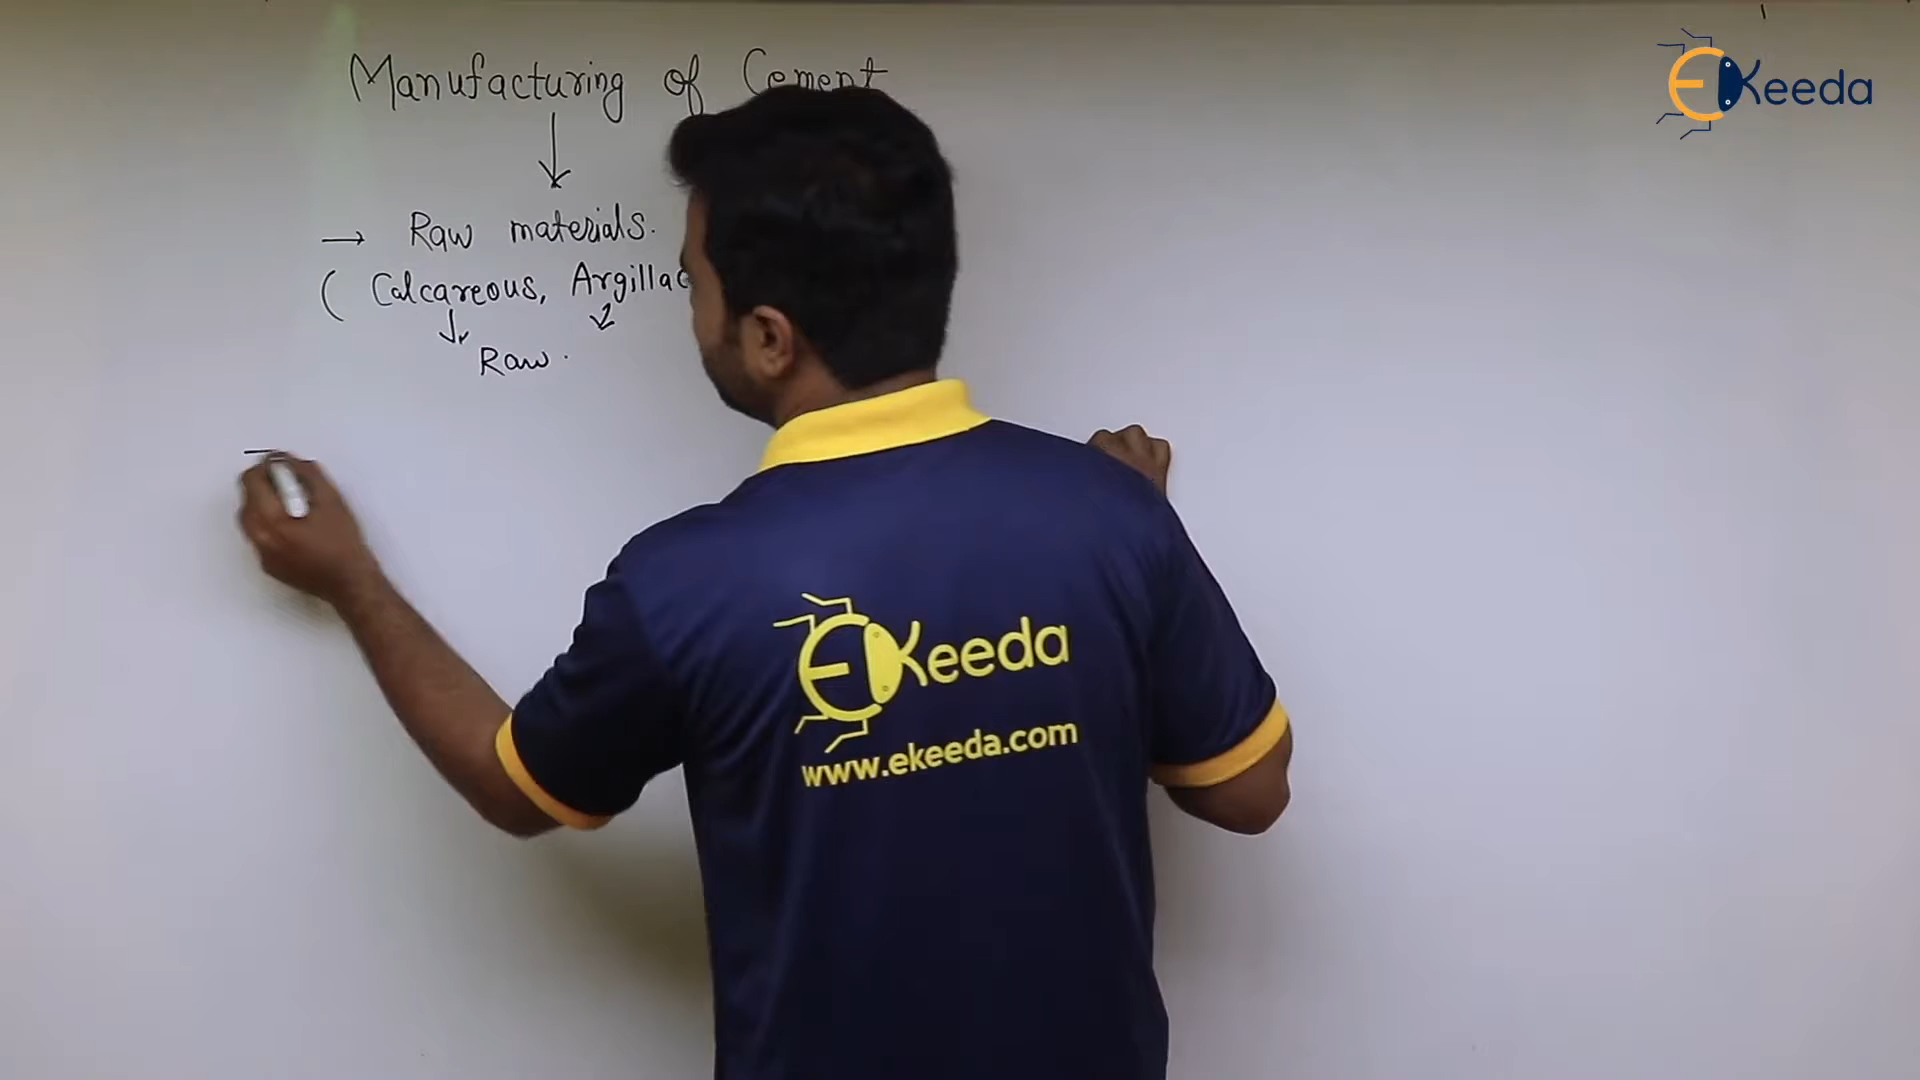 Manufacturing of Cement
→ Raw materials.
( Calcareous, Argillac
Raw.
EKeeda
EKeeda
www.ekeeda.com